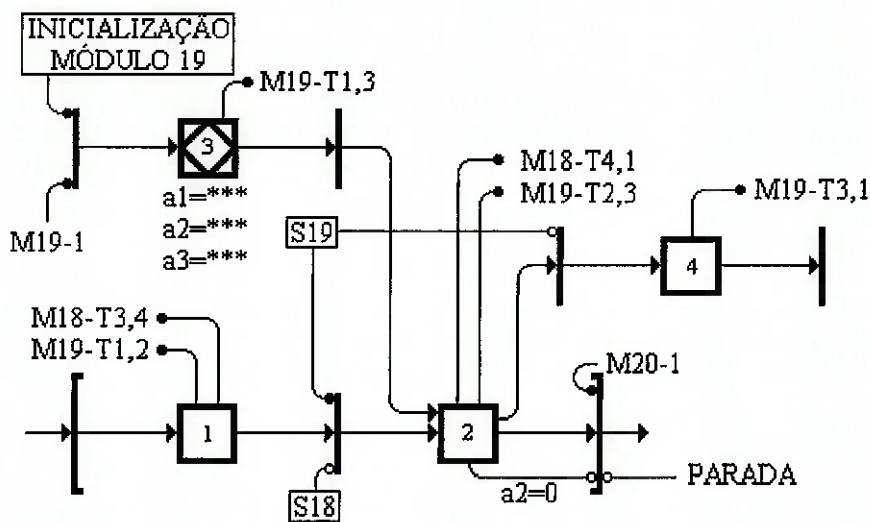 INICIALIZAÇÃO
MÓDULO 19
M19-T1,3
3
a1=***
a2=***
a3=***
M19-1
M18-T4,1
M19-T2,3
M19-T3,1
S19
4
M18-T3,4
M19-T1,2
M20-1
1
2
S18
a2=0
PARADA